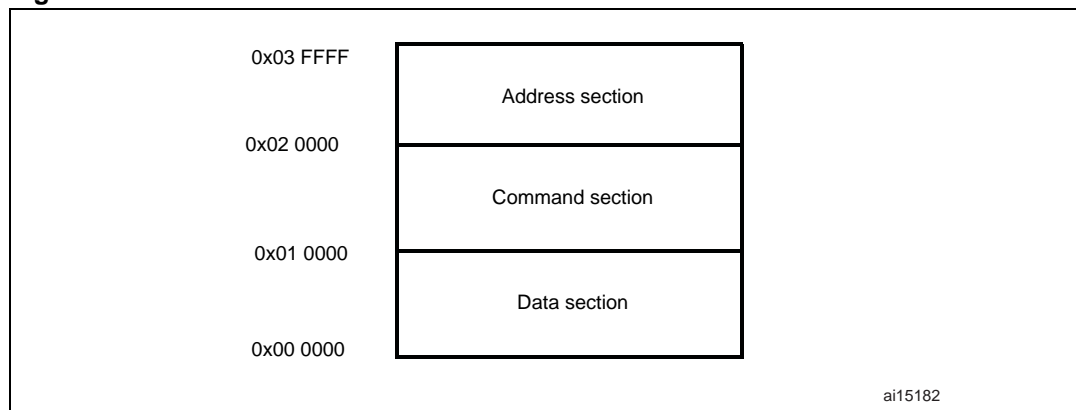 0x03 FFFF
Address section
0x02 0000
Command section
0x01 0000
Data section
0x00 0000
ai15182